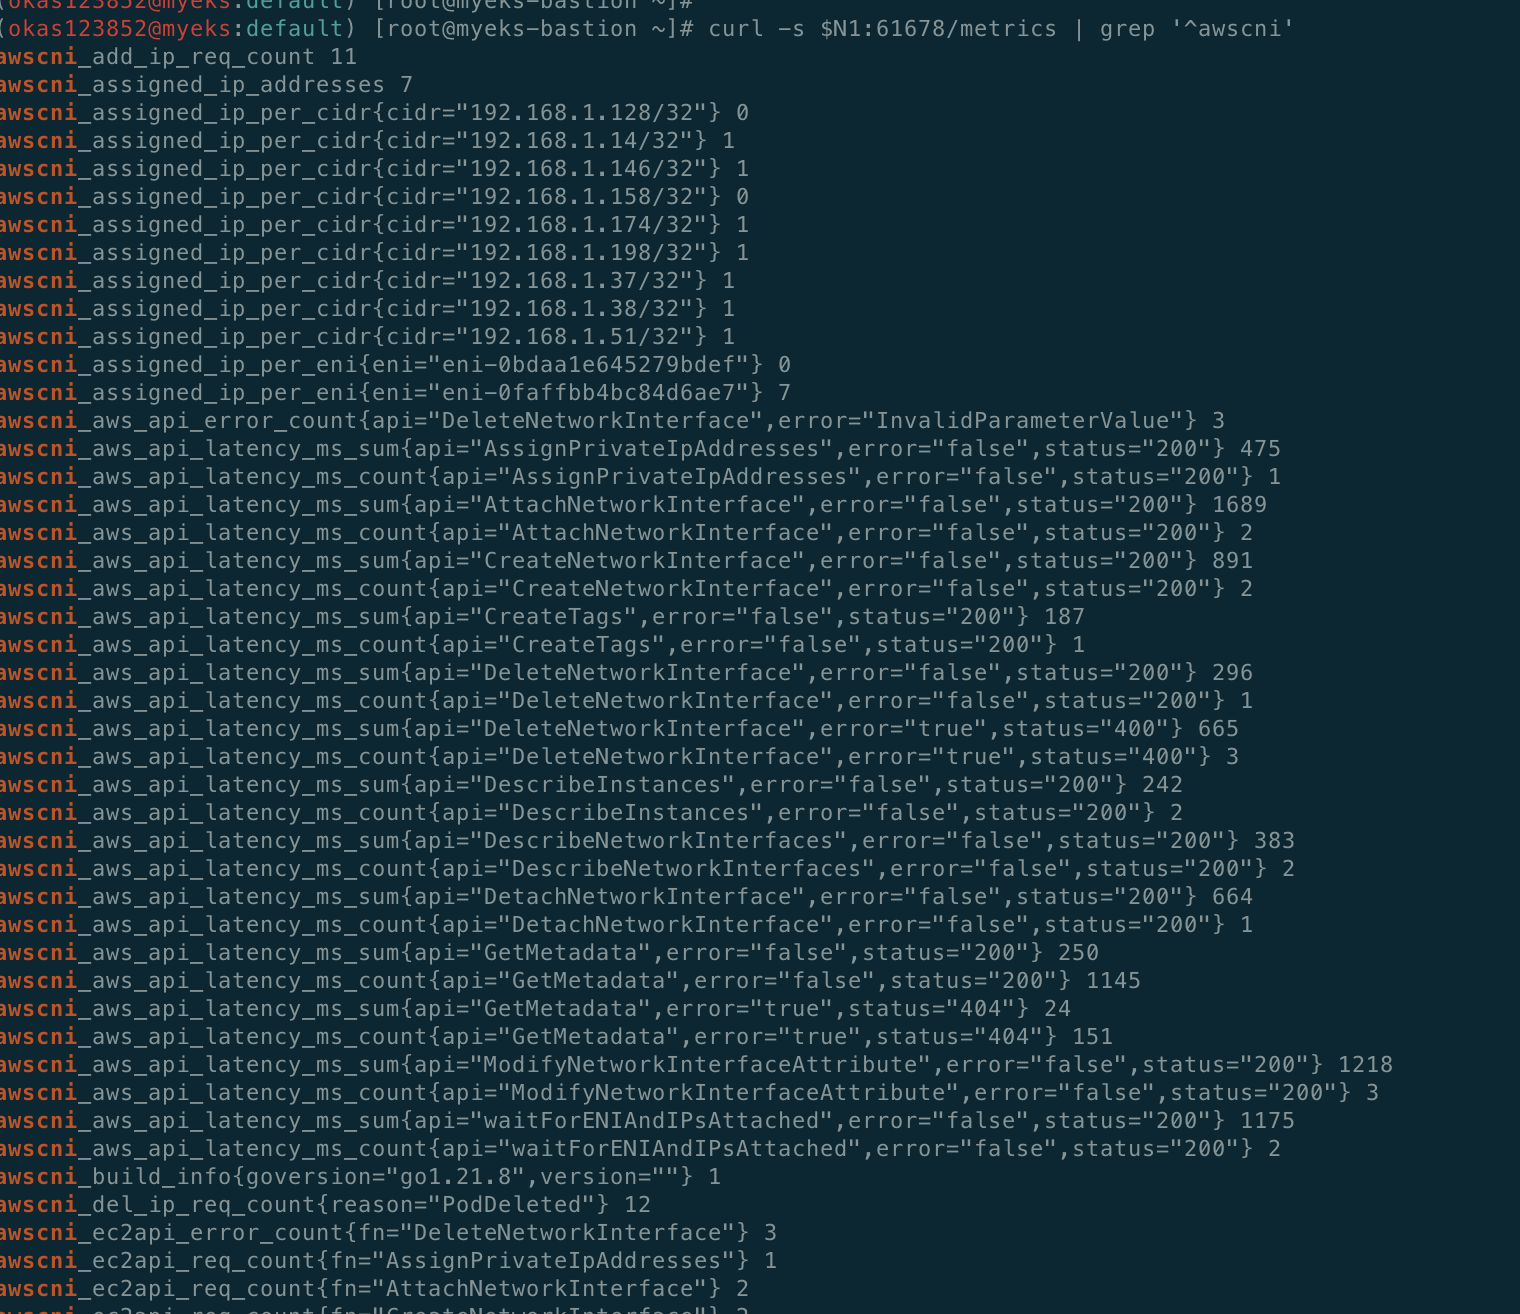 (okas123852@myeks:default) [root@myeks-bastion ~]#
(okas123852@myeks:default) [root@myeks-bastion ~]# curl -s $N1:61678/metrics | grep '^awscni'
awscni_add_ip_req_count 11
awscni_assigned_ip_addresses 7
awscni_assigned_ip_per_cidr{cidr="192.168.1.128/32"} 0
awscni_assigned_ip_per_cidr{cidr="192.168.1.14/32"} 1
awscni_assigned_ip_per_cidr{cidr="192.168.1.146/32"} 1
awscni_assigned_ip_per_cidr{cidr="192.168.1.158/32"} 0
awscni_assigned_ip_per_cidr{cidr="192.168.1.174/32"} 1
awscni_assigned_ip_per_cidr{cidr="192.168.1.198/32"} 1
awscni_assigned_ip_per_cidr{cidr="192.168.1.37/32"} 1
awscni_assigned_ip_per_cidr{cidr="192.168.1.38/32"} 1
awscni_assigned_ip_per_cidr{cidr="192.168.1.51/32"} 1
awscni_assigned_ip_per_eni{eni="eni-0bdaa1e645279bdef"} 0
awscni_assigned_ip_per_eni{eni="eni-0faffbb4bc84d6ae7"} 7
awscni_aws_api_error_count{api="DeleteNetworkInterface",error="InvalidParameterValue"} 3
awscni_aws_api_latency_ms_sum{api="AssignPrivateIpAddresses",error="false",status="200"} 475
awscni_aws_api_latency_ms_count{api="AssignPrivateIpAddresses",error="false",status="200"} 1
awscni_aws_api_latency_ms_sum{api="AttachNetworkInterface",error="false",status="200"} 1689
awscni_aws_api_latency_ms_count{api="AttachNetworkInterface",error="false",status="200"} 2
awscni_aws_api_latency_ms_sum{api="CreateNetworkInterface",error="false",status="200"} 891
awscni_aws_api_latency_ms_count{api="CreateNetworkInterface",error="false",status="200"} 2
awscni_aws_api_latency_ms_sum{api="CreateTags",error="false",status="200"} 187
awscni_aws_api_latency_ms_count{api="CreateTags",error="false",status="200"} 1
awscni_aws_api_latency_ms_sum{api="DeleteNetworkInterface",error="false",status="200"} 296
awscni_aws_api_latency_ms_count{api="DeleteNetworkInterface",error="false",status="200"} 1
awscni_aws_api_latency_ms_sum{api="DeleteNetworkInterface",error="true",status="400"} 665
awscni_aws_api_latency_ms_count{api="DeleteNetworkInterface",error="true",status="400"} 3
awscni_aws_api_latency_ms_sum{api="DescribeInstances",error="false",status="200"} 242
awscni_aws_api_latency_ms_count{api="DescribeInstances",error="false",status="200"} 2
awscni_aws_api_latency_ms_sum{api="DescribeNetworkInterfaces",error="false",status="200"} 383
awscni_aws_api_latency_ms_count{api="DescribeNetworkInterfaces",error="false",status="200"} 2
awscni_aws_api_latency_ms_sum{api="DetachNetworkInterface",error="false",status="200"} 664
awscni_aws_api_latency_ms_count{api="DetachNetworkInterface",error="false",status="200"} 1
awscni_aws_api_latency_ms_sum{api="GetMetadata",error="false",status="200"} 250
awscni_aws_api_latency_ms_count{api="GetMetadata",error="false",status="200"} 1145
awscni_aws_api_latency_ms_sum{api="GetMetadata",error="true",status="404"} 24
awscni_aws_api_latency_ms_count{api="GetMetadata",error="true",status="404"} 151
awscni_aws_api_latency_ms_sum{api="ModifyNetworkInterfaceAttribute",error="false",status="200"} 1218
awscni_aws_api_latency_ms_count{api="ModifyNetworkInterfaceAttribute",error="false",status="200"} 3
awscni_aws_api_latency_ms_sum{api="waitForENIAndIPsAttached",error="false",status="200"} 1175
awscni_aws_api_latency_ms_count{api="waitForENIAndIPsAttached",error="false",status="200"} 2
awscni_build_info{goversion="go1.21.8",version=""} 1
awscni_del_ip_req_count{reason="PodDeleted"} 12
awscni_ec2api_error_count{fn="DeleteNetworkInterface"} 3
awscni_ec2api_req_count{fn="AssignPrivateIpAddresses"} 1
awscni_ec2api_req_count{fn="AttachNetworkInterface"} 2
awscni_ec2api_req_count{fn="CreateNetworkInterface"} 2